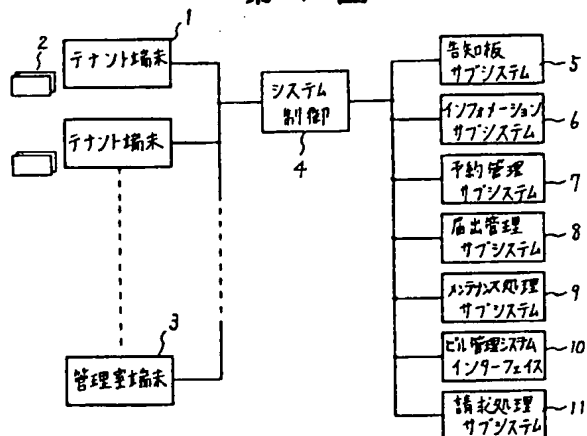 2
1
テナント端末
テナント端末
3
管理室端末
システム
制御
4
告知板
サブシステム
5
インフォメーション
サブシステム
6
予約管理
サブシステム
7
届出管理
サブシステム
8
メンテナンス処理
サブシステム
9
ビル管理システム
インターフェイス
10
請求処理
サブシステム
11